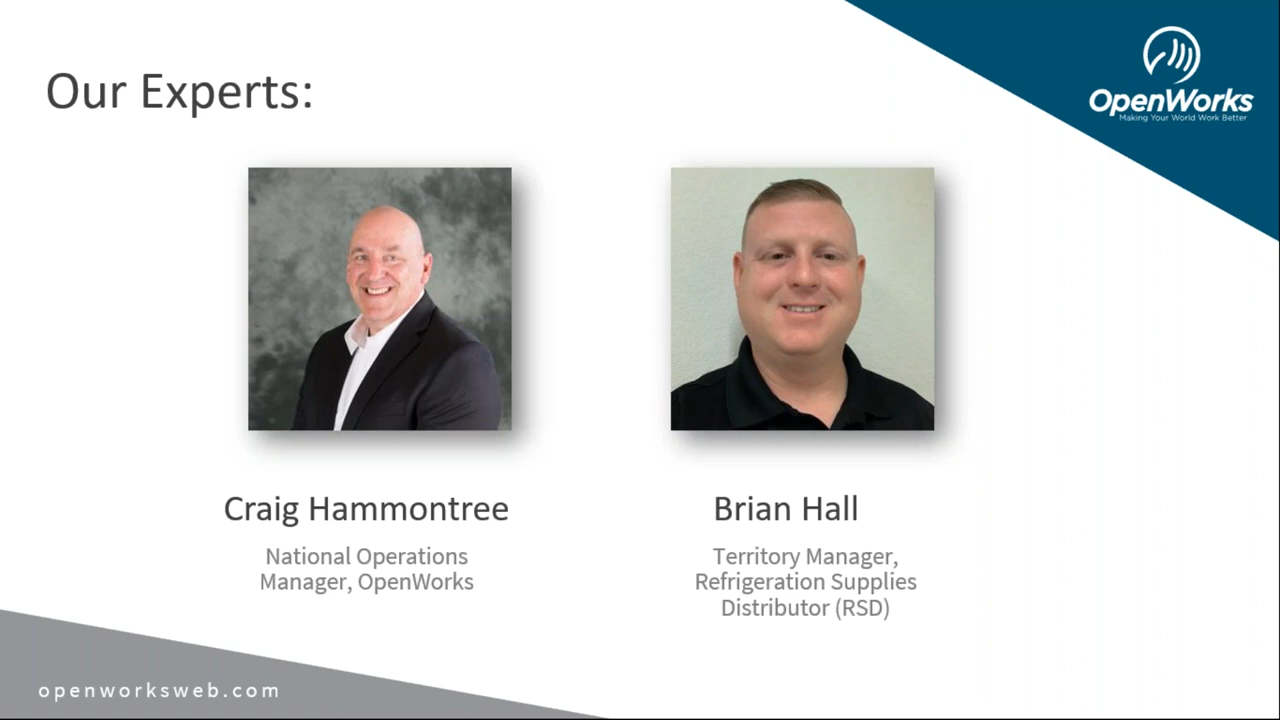 Our Experts:
OpenWorks
Making Your World Work Better
Craig Hammontree
National Operations
Manager, OpenWorks
Brian Hall
Territory Manager,
Refrigeration Supplies
Distributor (RSD)
openworksweb.com